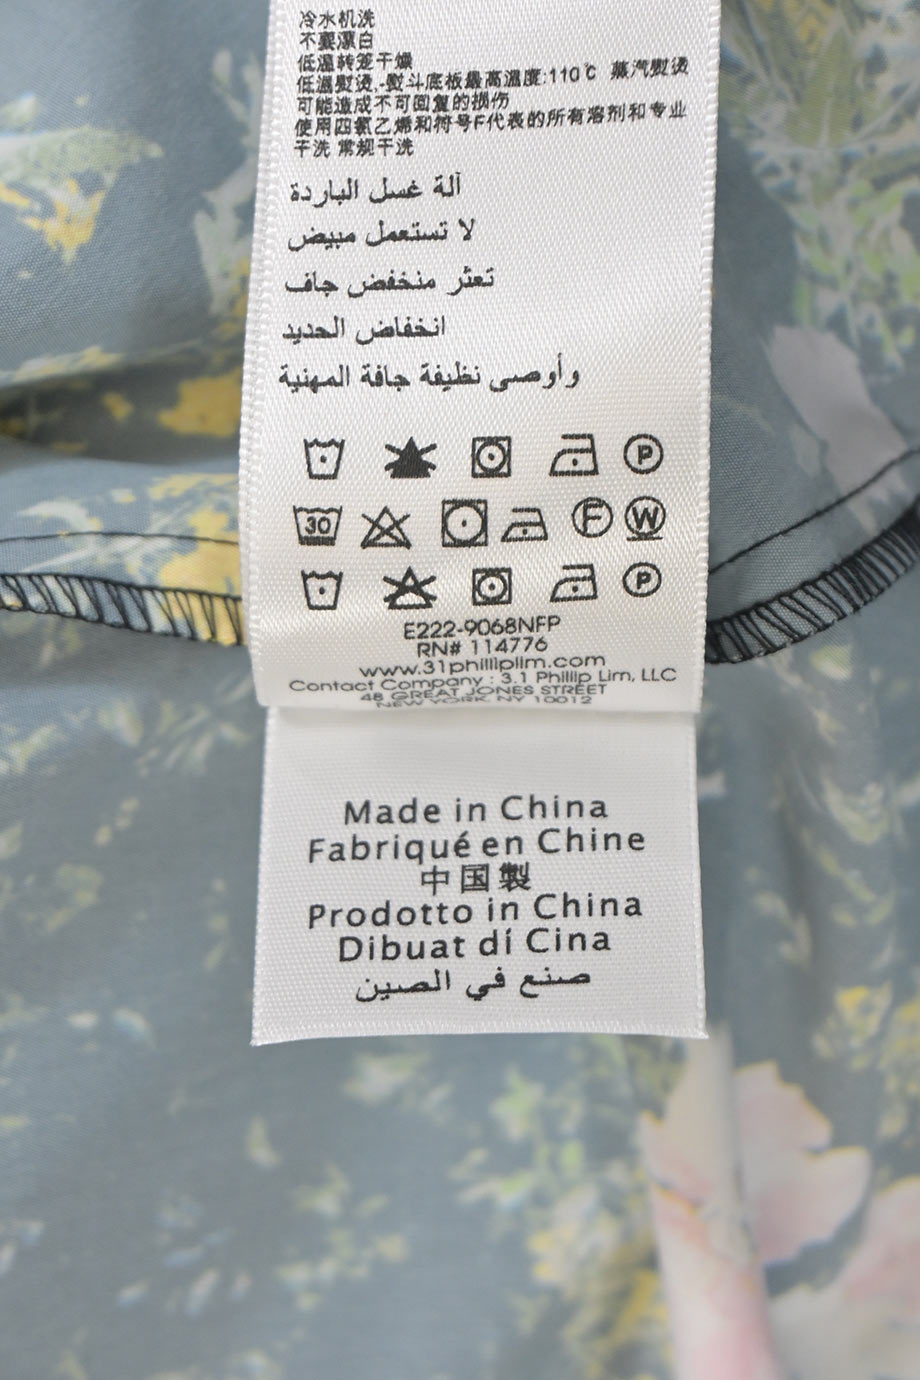 冷水机洗
不要漂白
低温转笼干燥
低温熨烫,-熨斗底板最高温度:110℃ 蒸汽熨烫
可能造成不可回复的损伤
使用四氯乙烯和符号F代表的所有溶剂和专业
干洗 常规干洗
آلة غسل الباردة
لا تستعمل مبيض
تعثر منخفض جاف
انخفاض الحديد
وأوصى نظيفة جافة المهنية
P
30 F W
P
E222-9068NFP
RN# 114776
www.31philliplim.com
Contact Company : 3.1 Phillip Lim, LLC
48 GREAT JONES STREET
NEW YORK, NY 10012
Made in China
Fabriqué en Chine
中国製
Prodotto in China
Dibuat dí Cina
صنع في الصين